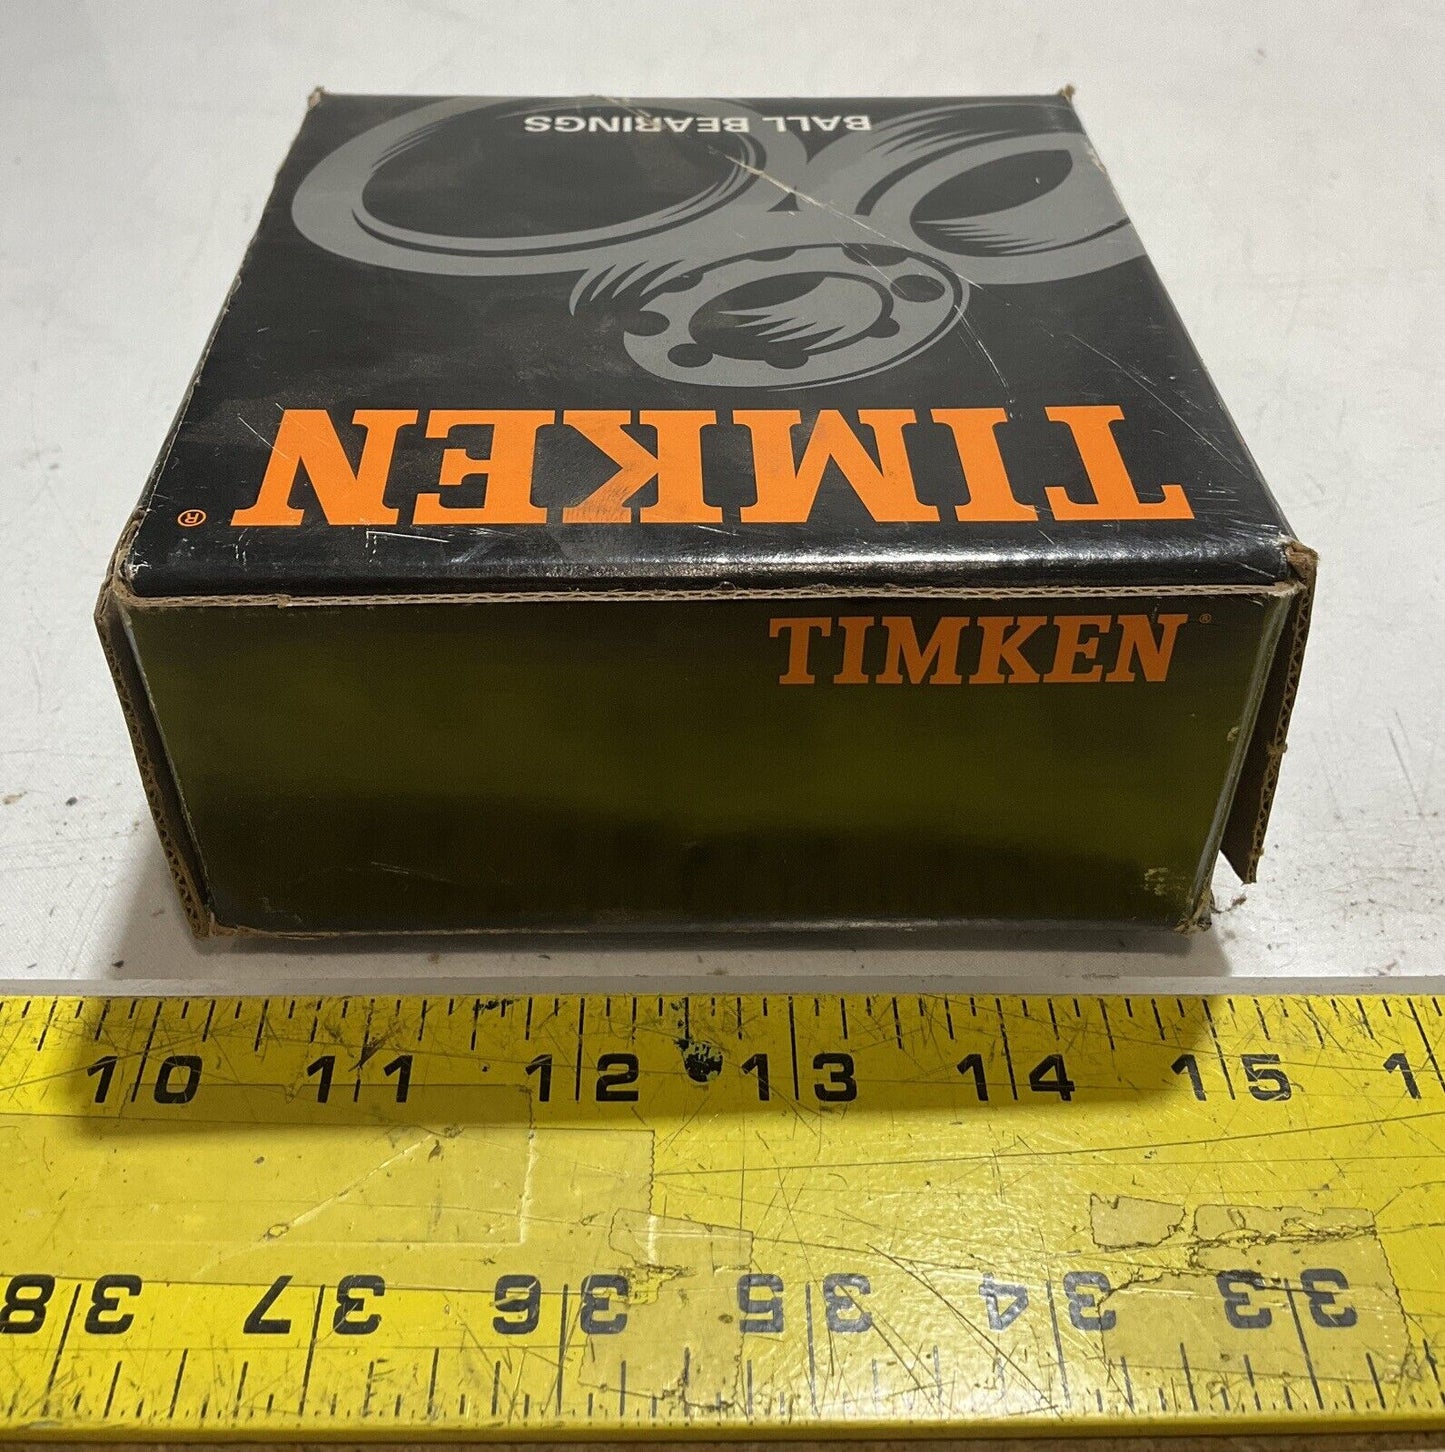 BALL BEARINGS
TIMKEN®
TIMKEN®
10 11 12 13 14 15 1
38 37 36 35 34 33